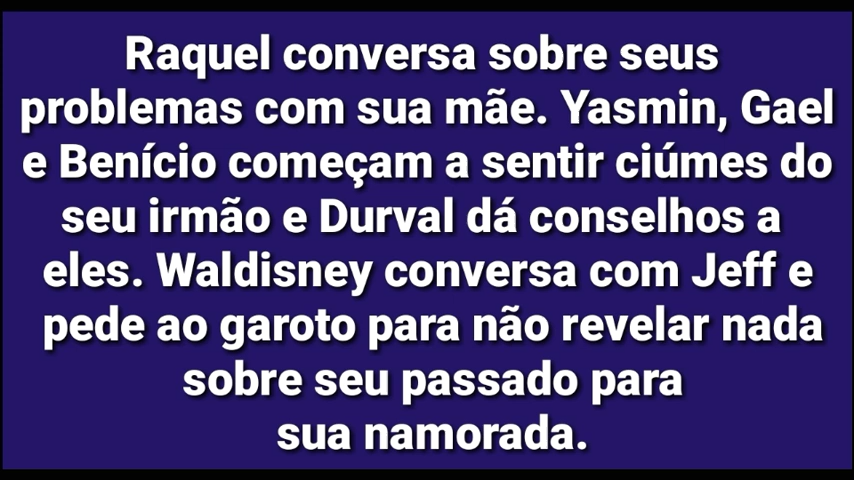 Raquel conversa sobre seus
problemas com sua mãe. Yasmin, Gael
e Benício começam a sentir ciúmes do
seu irmão e Durval dá conselhos a
eles. Waldisney conversa com Jeff e
pede ao garoto para não revelar nada
sobre seu passado para
sua namorada.